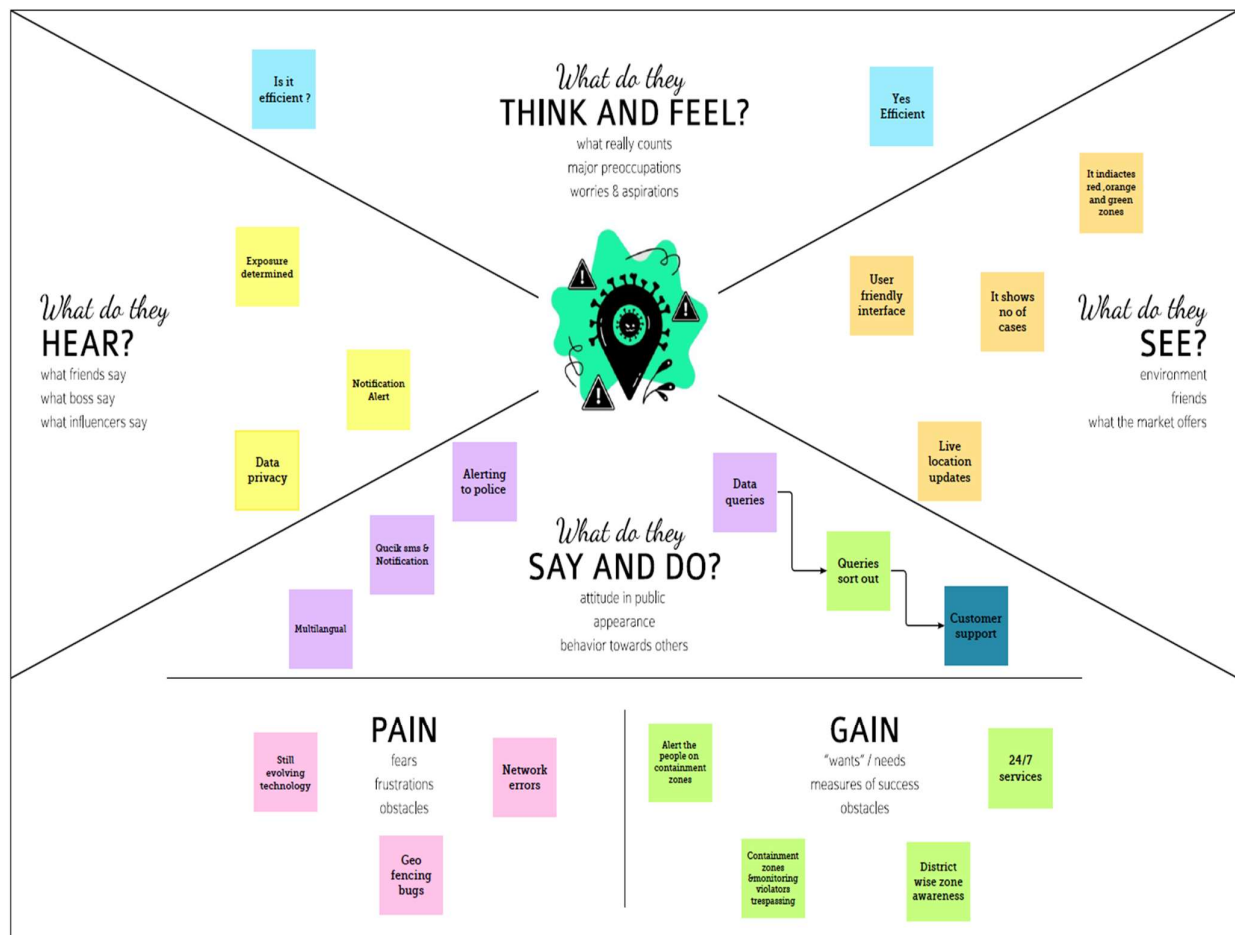 Is it
efficient ?
What do they
THINK AND FEEL?
what really counts
major preoccupations
worries & aspirations
Yes
Efficient
What do they
HEAR?
what friends say
what boss say
what influencers say
Exposure
determined
Notification
Alert
Data
privacy
It indiactes
red ,orange
and green
zones
User
friendly
interface
It shows
no of
cases
Live
location
updates
What do they
SEE?
environment
friends
what the market offers
Alerting
to police
Qucik sms &
Notification
Multilangual
What do they
SAY AND DO?
attitude in public
appearance
behavior towards others
Data
queries
Queries
sort out
Customer
support
PAIN
fears
frustrations
obstacles
Still
evolving
technology
Network
errors
Geo
fencing
bugs
GAIN
"wants" / needs
measures of success
obstacles
Alert the
people on
containment
zones
24/7
services
Containment
zones
&monitoring
violators
trespassing
District
wise zone
awareness